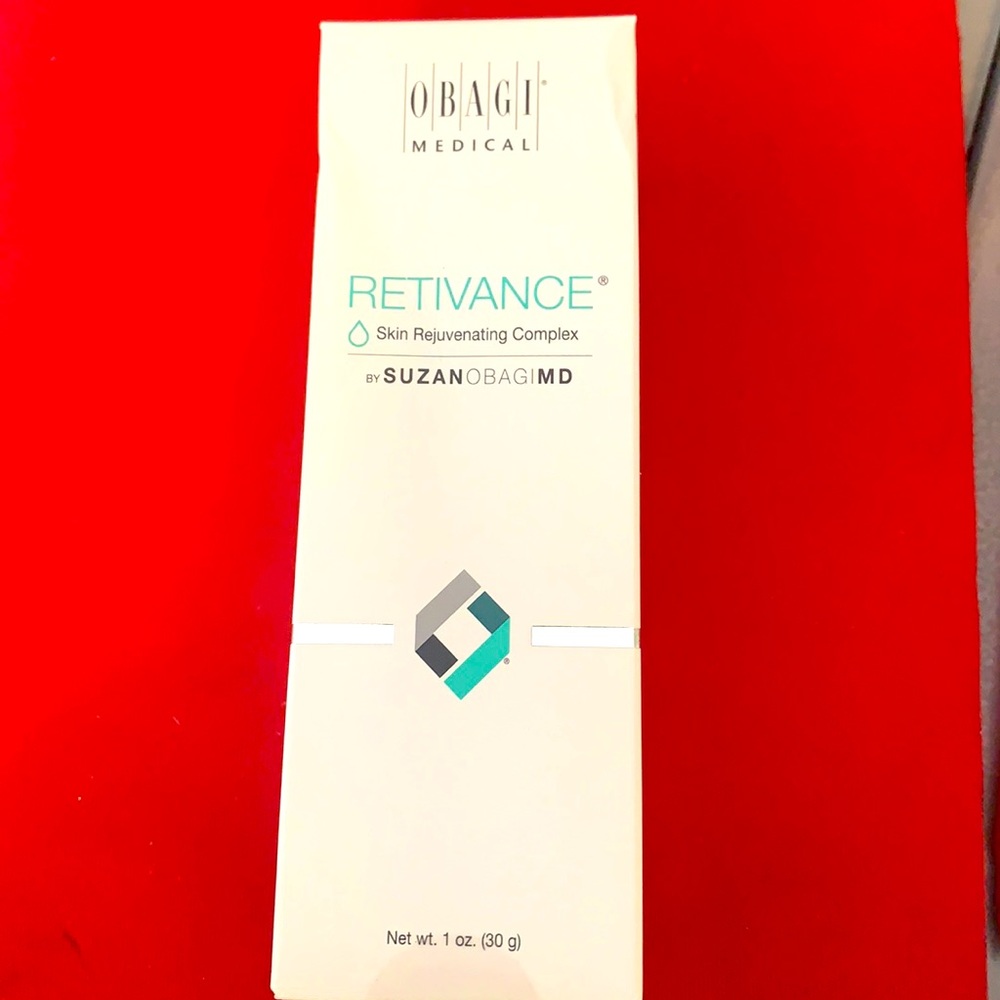 OBAGI®
MEDICAL
RETIVANCE®
Skin Rejuvenating Complex
BY SUZANOBAGIMD
®
Net wt. 1 oz. (30 g)